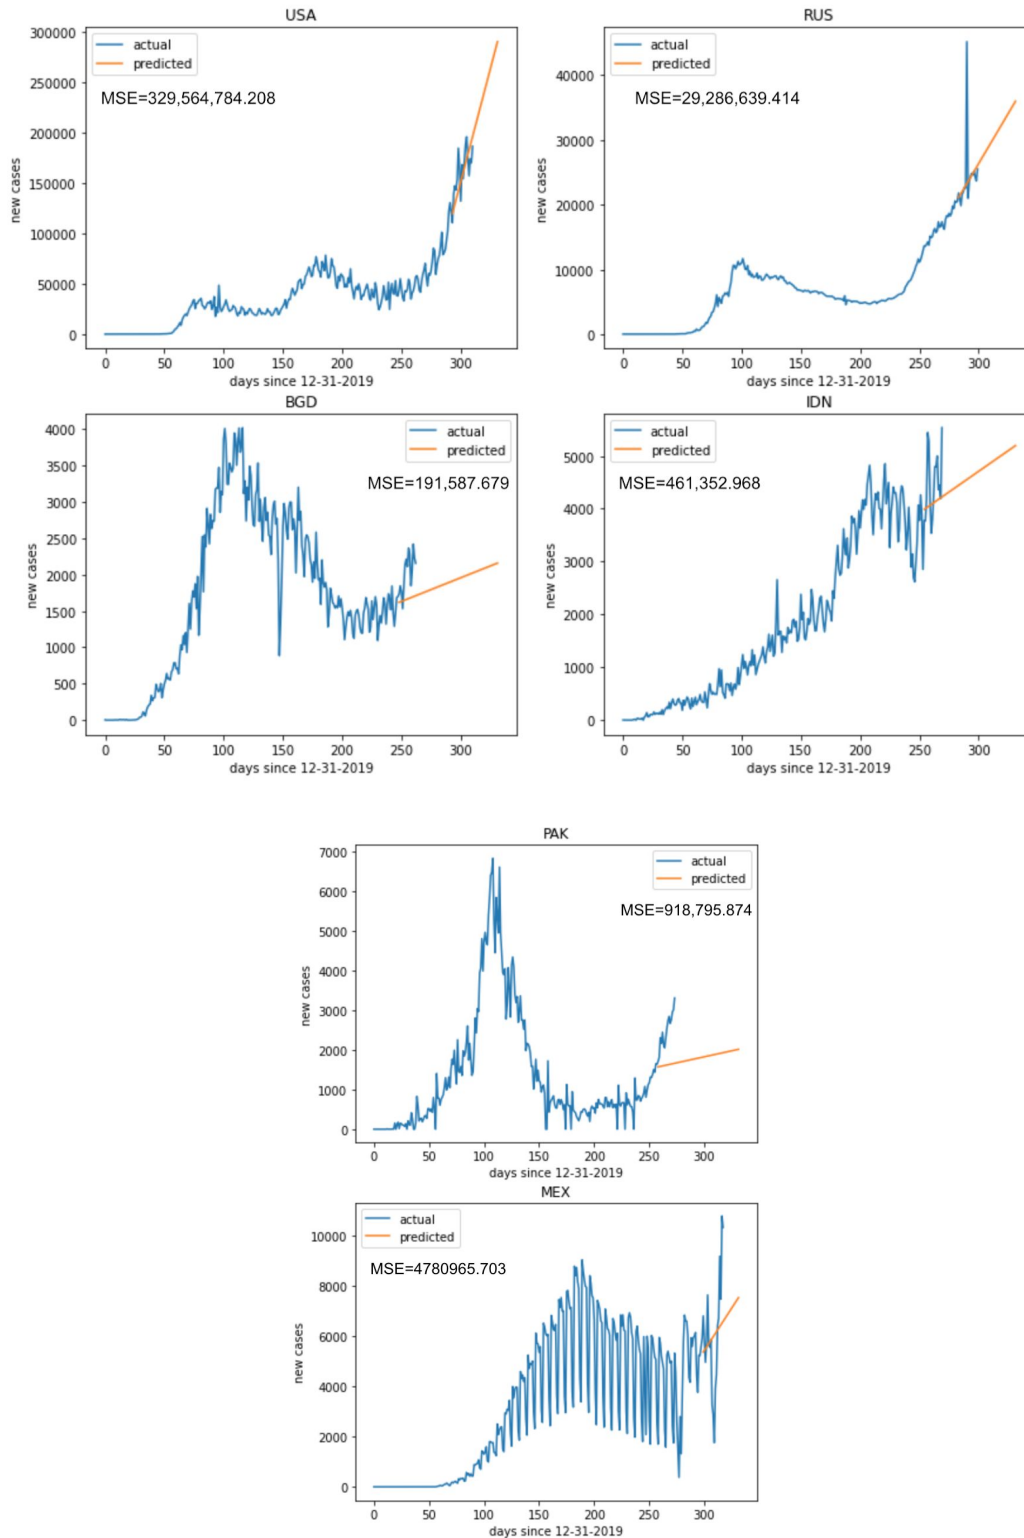 USA
300000
250000
200000
150000
100000
50000
0
new cases
actual
predicted
MSE=329,564,784.208
0 50 100 150 200 250 300
days since 12-31-2019
RUS
40000
30000
20000
10000
0
new cases
actual
predicted
MSE=29,286,639.414
0 50 100 150 200 250 300
days since 12-31-2019
BGD
4000
3500
3000
2500
2000
1500
1000
500
0
new cases
actual
predicted
MSE=191,587.679
0 50 100 150 200 250 300
days since 12-31-2019
IDN
5000
4000
3000
2000
1000
0
new cases
actual
predicted
MSE=461,352.968
0 50 100 150 200 250 300
days since 12-31-2019
PAK
7000
6000
5000
4000
3000
2000
1000
0
new cases
actual
predicted
MSE=918,795.874
0 50 100 150 200 250 300
days since 12-31-2019
MEX
10000
8000
6000
4000
2000
0
new cases
actual
predicted
MSE=4780965.703
0 50 100 150 200 250 300
days since 12-31-2019